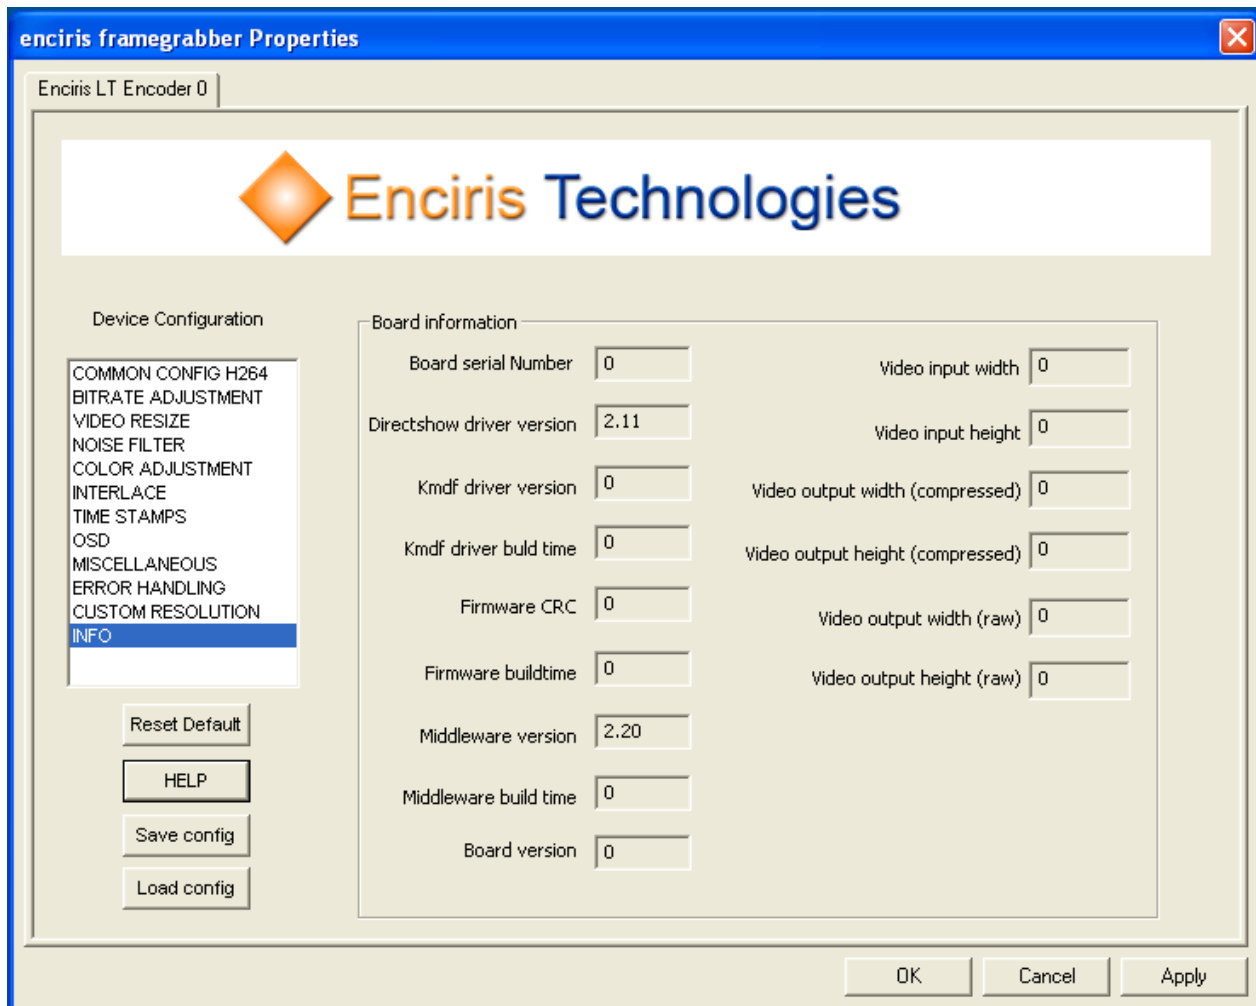 enciris framegrabber Properties
Enciris LT Encoder 0
Enciris Technologies
Device Configuration
COMMON CONFIG H264
BITRATE ADJUSTMENT
VIDEO RESIZE
NOISE FILTER
COLOR ADJUSTMENT
INTERLACE
TIME STAMPS
OSD
MISCELLANEOUS
ERROR HANDLING
CUSTOM RESOLUTION
INFO
Reset Default
HELP
Save config
Load config
Board information
Board serial Number 0
Directshow driver version 2.11
Kmdf driver version 0
Kmdf driver buld time 0
Firmware CRC 0
Firmware buildtime 0
Middleware version 2.20
Middleware build time 0
Board version 0
Video input width 0
Video input height 0
Video output width (compressed) 0
Video output height (compressed) 0
Video output width (raw) 0
Video output height (raw) 0
OK
Cancel
Apply